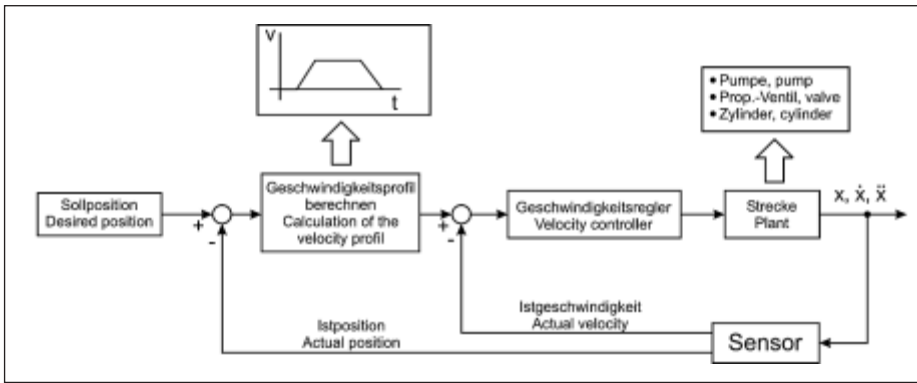 v
t
• Pumpe, pump
• Prop.-Ventil, valve
• Zylinder, cylinder
Sollposition
Desired position
+
-
Geschwindigkeitsprofil
berechnen
Calculation of the
velocity profil
+
-
Geschwindigkeitsregler
Velocity controller
Strecke
Plant
x, ẋ, ẍ
Istgeschwindigkeit
Actual velocity
Istposition
Actual position
Sensor